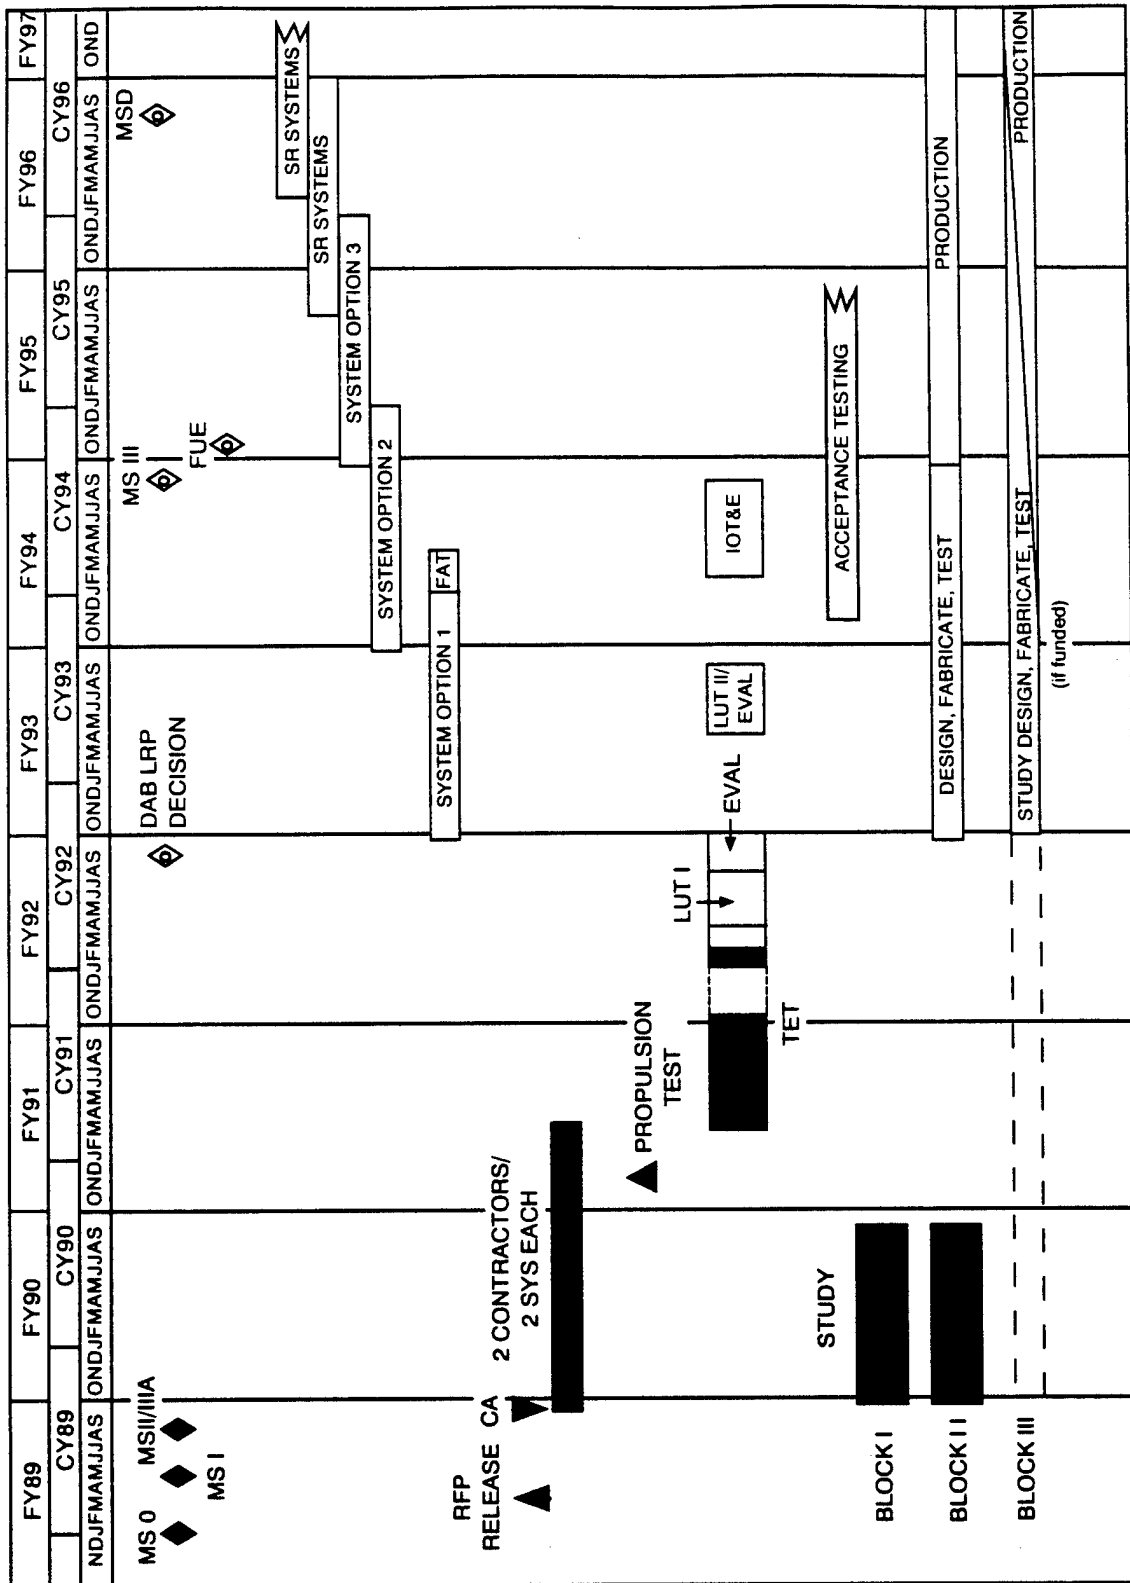 FY89 FY90 FY91 FY92 FY93 FY94 FY95 FY96 FY97
CY89 CY90 CY91 CY92 CY93 CY94 CY95 CY96
NDJFMAMJJAS ONDJFMAMJJAS ONDJFMAMJJAS ONDJFMAMJJAS ONDJFMAMJJAS ONDJFMAMJJAS ONDJFMAMJJAS ONDJFMAMJJAS OND
MS 0
MS I
MSII/IIIA
DAB LRP
DECISION
MS III
FUE
MSD
SR SYSTEMS
SR SYSTEMS
SYSTEM OPTION 3
SYSTEM OPTION 2
SYSTEM OPTION 1
FAT
RFP
RELEASE
CA
2 CONTRACTORS/
2 SYS EACH
PROPULSION
TEST
LUT I
EVAL
LUT II/
EVAL
IOT&E
TET
ACCEPTANCE TESTING
STUDY
BLOCK I
BLOCK II
DESIGN, FABRICATE, TEST
PRODUCTION
BLOCK III
STUDY DESIGN, FABRICATE, TEST
PRODUCTION
(if funded)